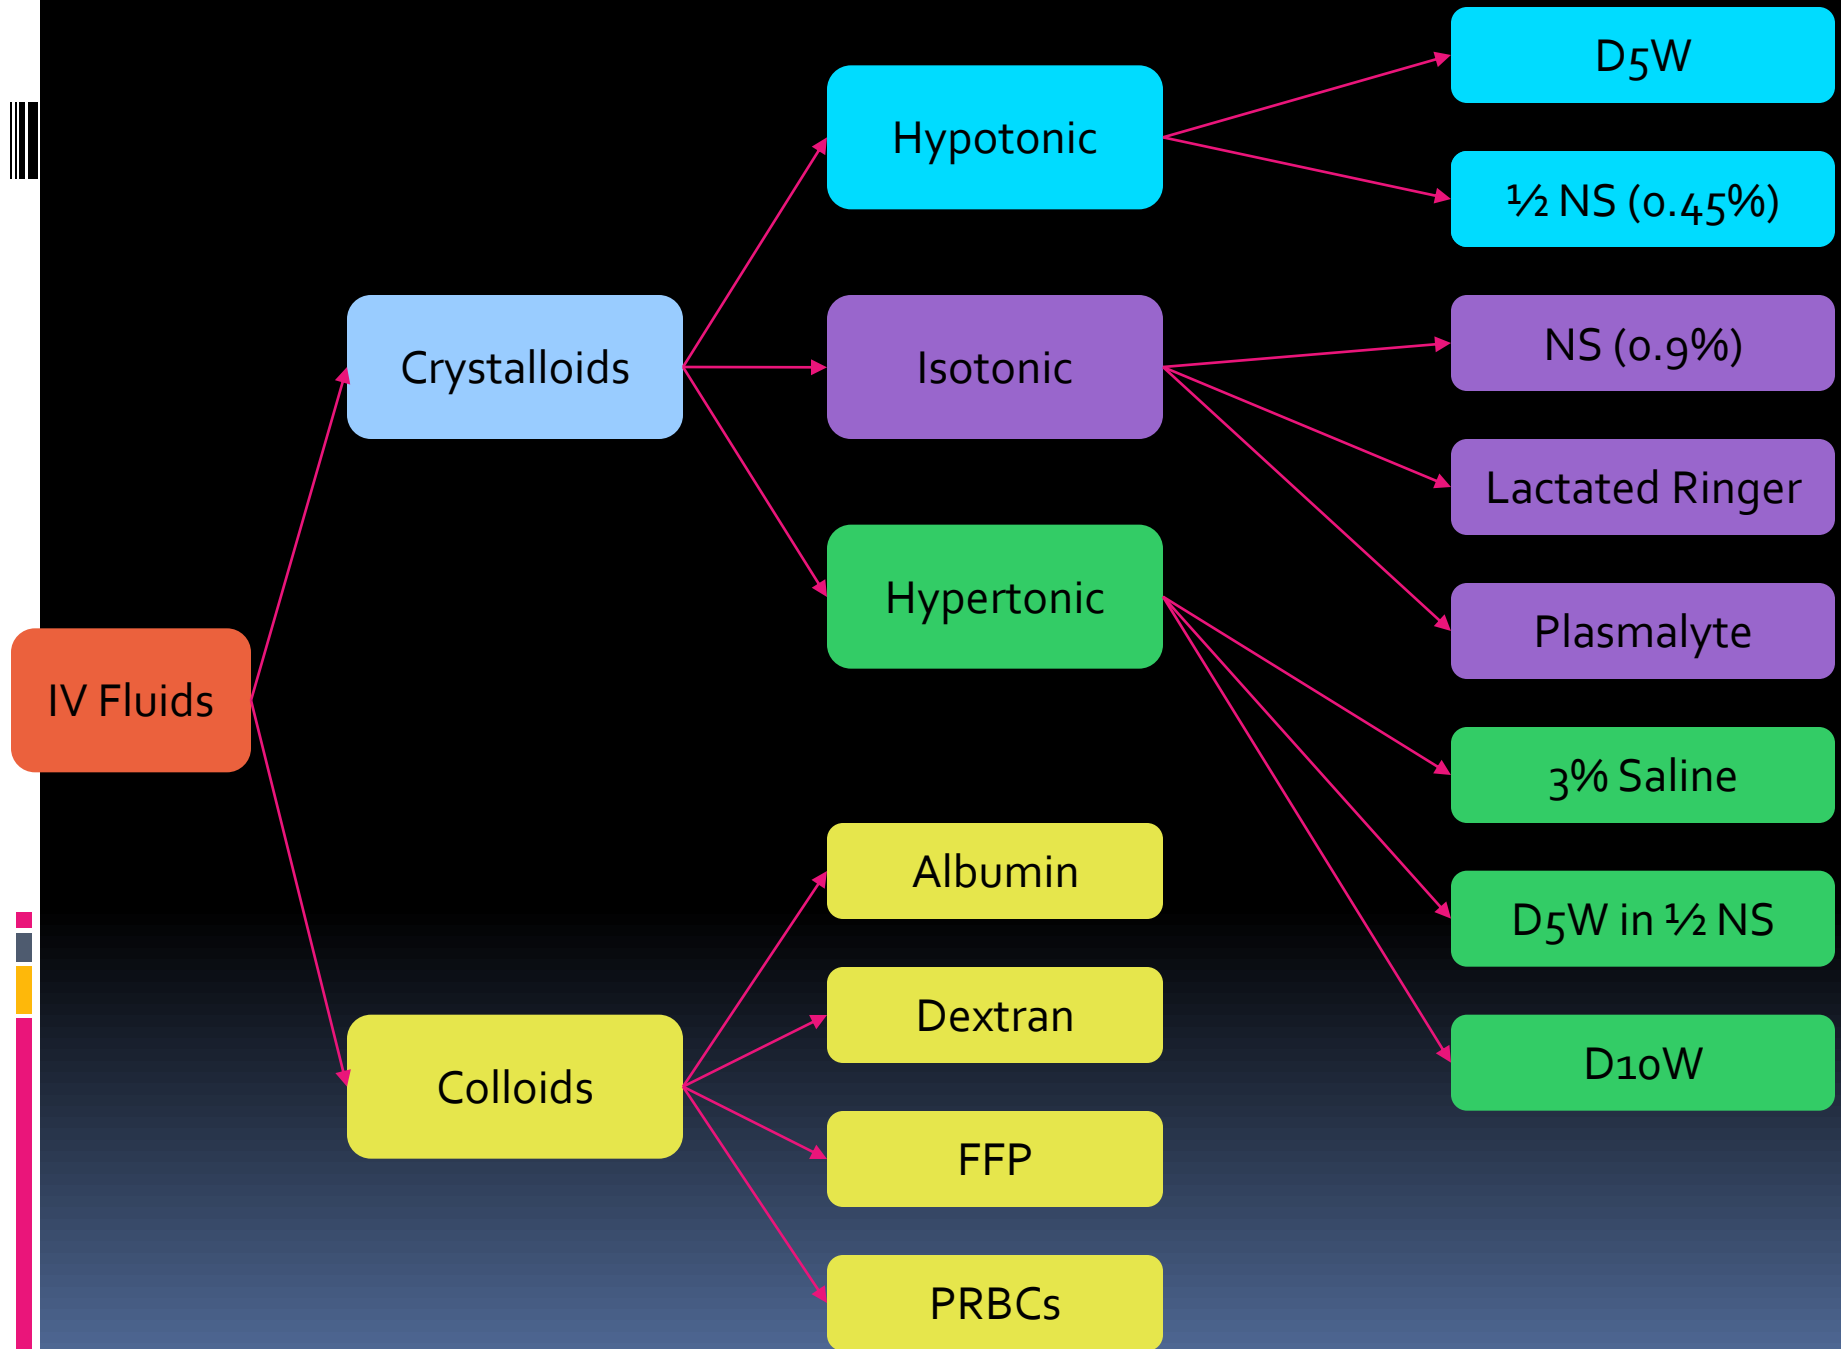 IV Fluids
Crystalloids
Colloids
Hypotonic
Isotonic
Hypertonic
Albumin
Dextran
FFP
PRBCs
D5W
½ NS (0.45%)
NS (0.9%)
Lactated Ringer
Plasmalyte
3% Saline
D5W in ½ NS
D10W